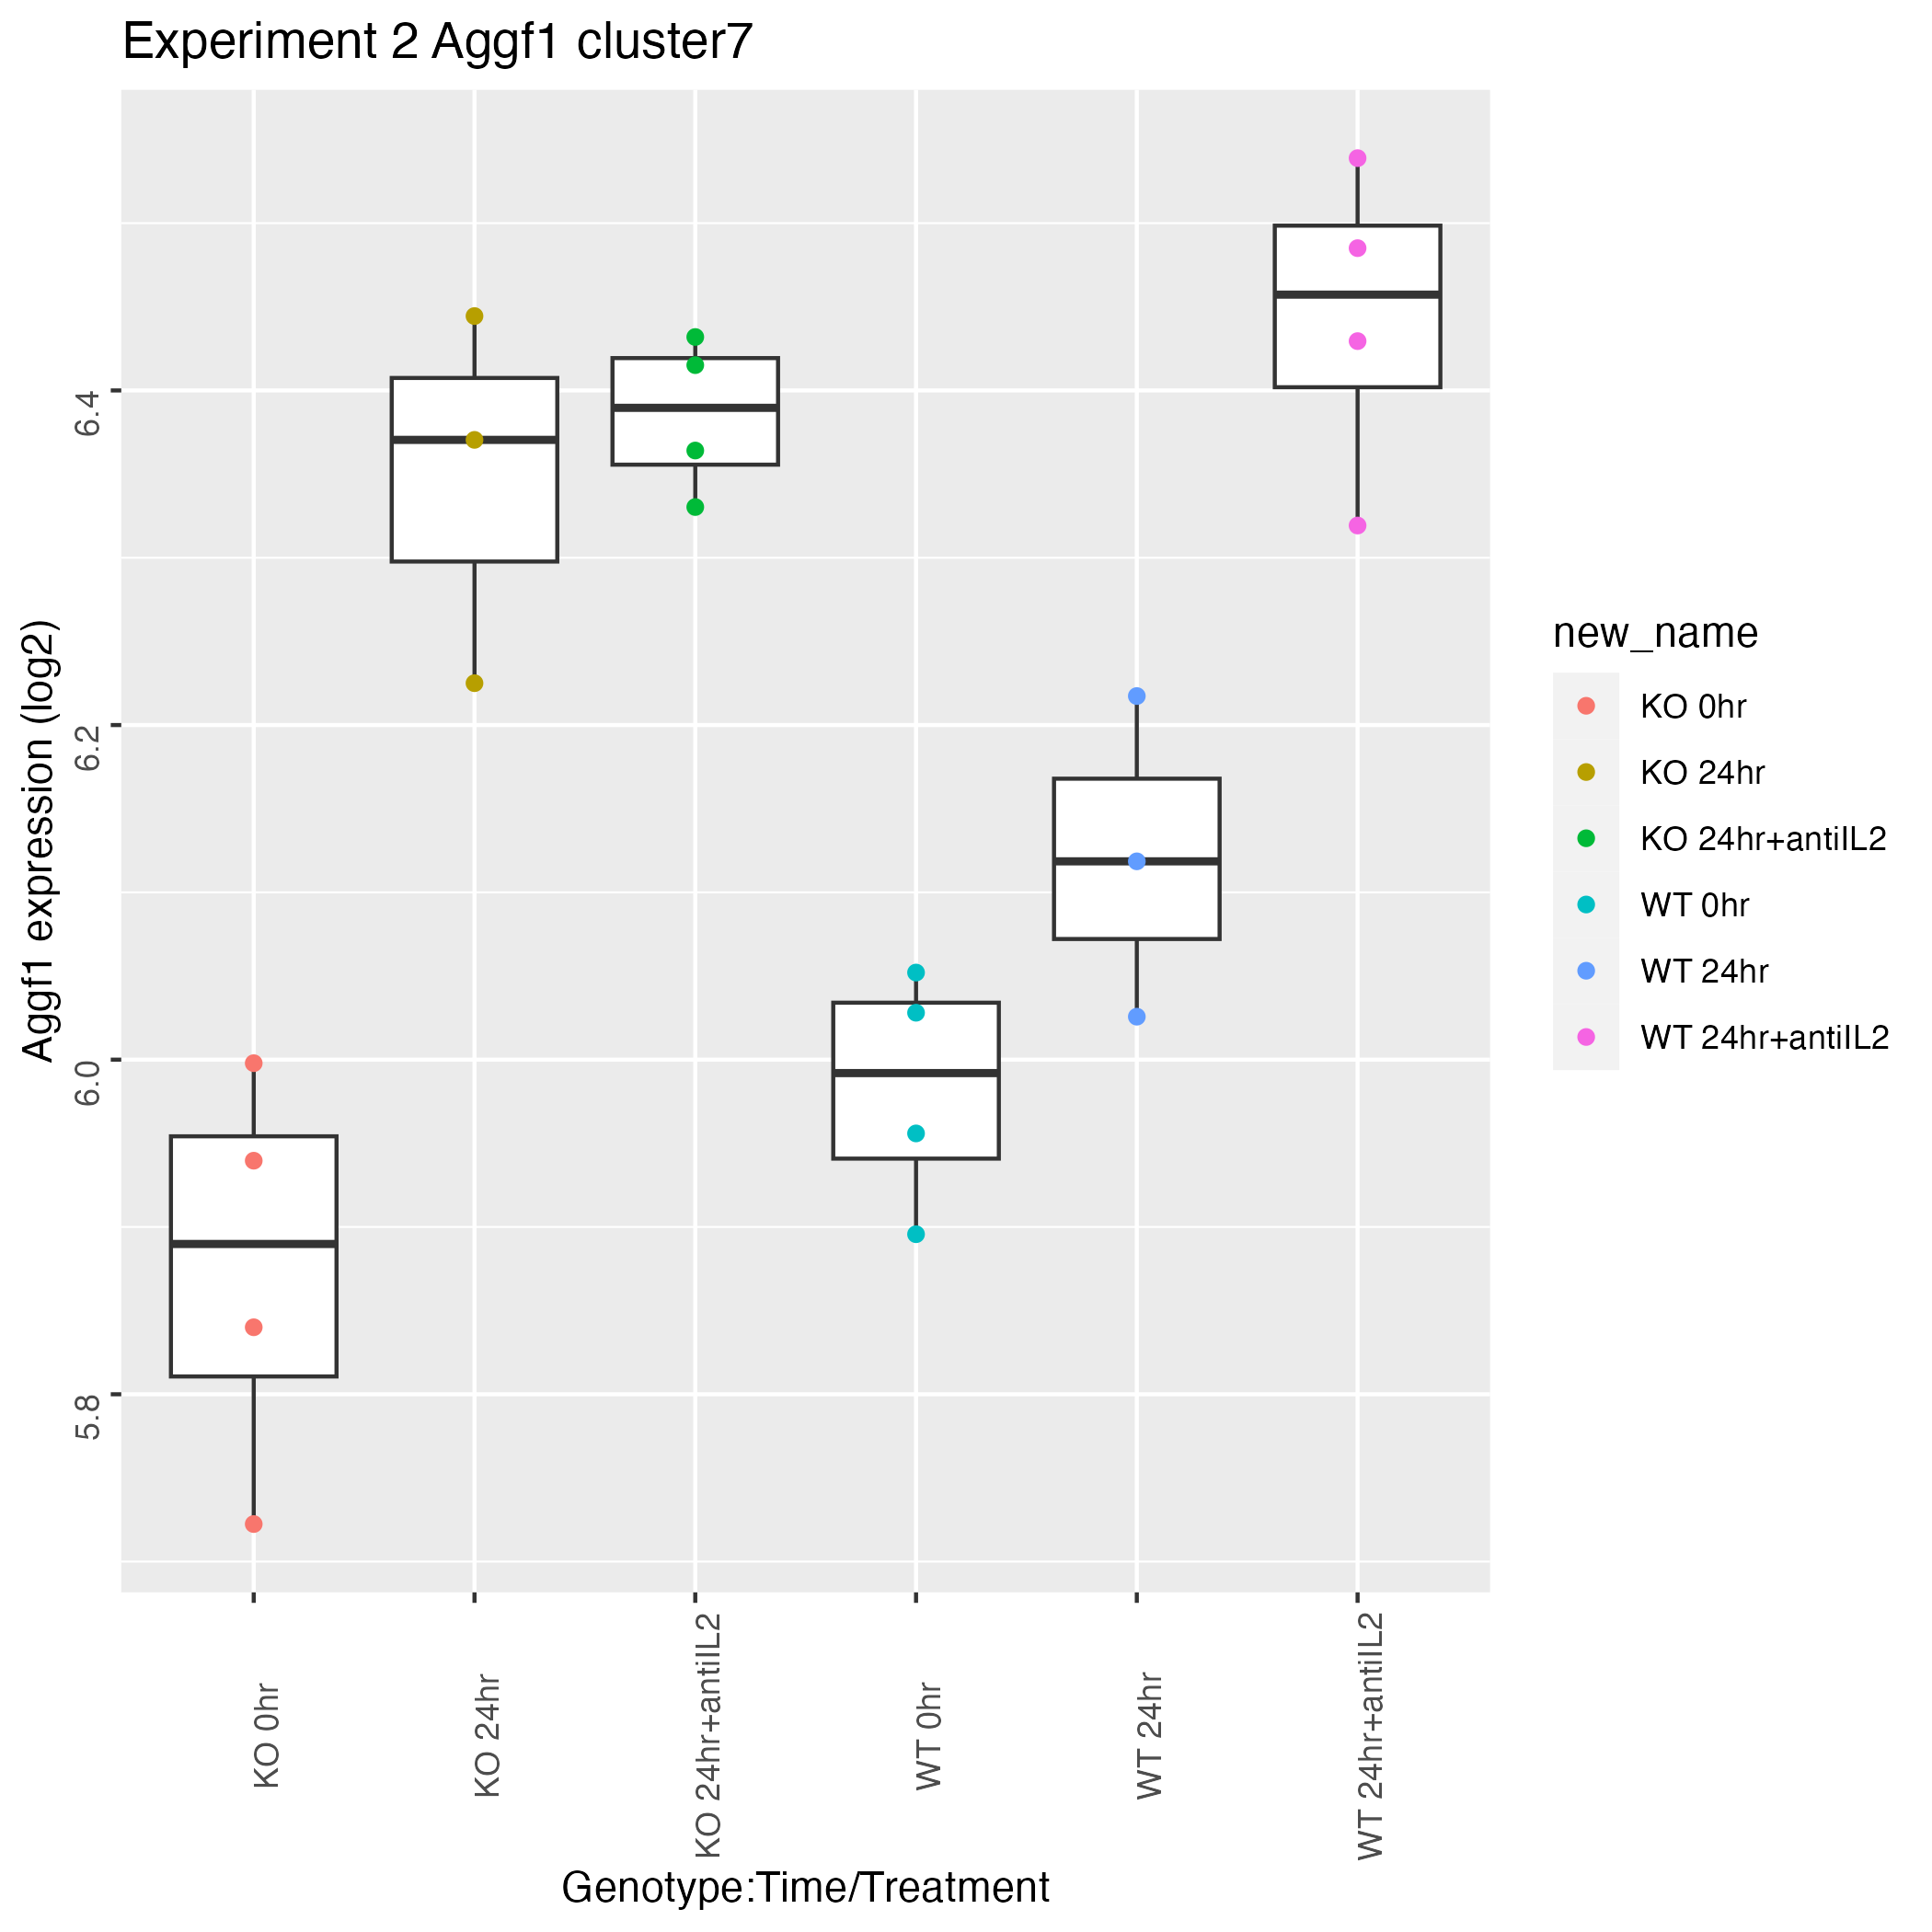 Experiment 2 Aggf1 cluster7
Aggf1 expression (log2)
6.4
6.2
6.0
5.8
KO 0hr
KO 24hr
KO 24hr+antiIL2
WT 0hr
WT 24hr
WT 24hr+antiIL2
Genotype:Time/Treatment
new_name
KO 0hr
KO 24hr
KO 24hr+antiIL2
WT 0hr
WT 24hr
WT 24hr+antiIL2